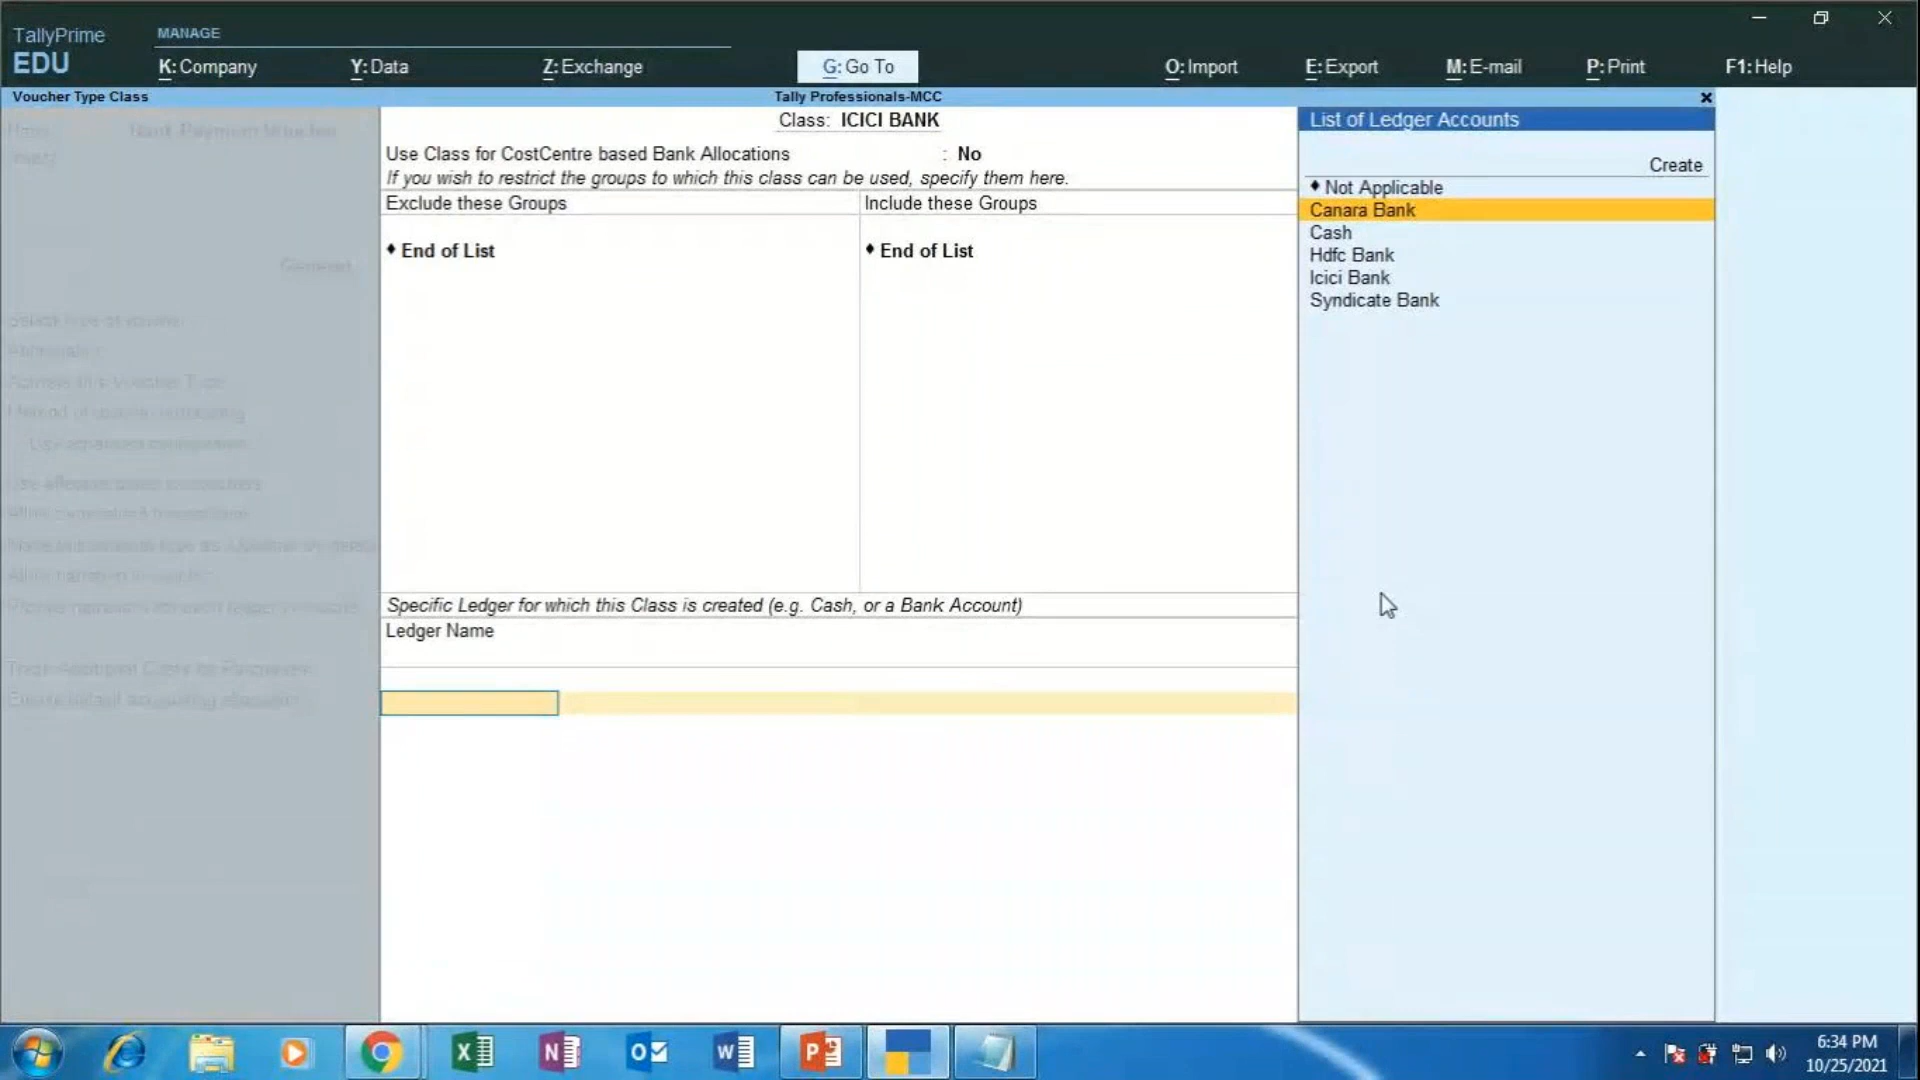 TallyPrime
EDU
MANAGE
K: Company
Y: Data
Z: Exchange
G: Go To
O: Import
E: Export
M: E-mail
P: Print
F1: Help
Voucher Type Class
Tally Professionals-MCC
Class: ICICI BANK
Use Class for CostCentre based Bank Allocations : No
If you wish to restrict the groups to which this class can be used, specify them here.
Exclude these Groups
Include these Groups
♦ End of List
♦ End of List
Specific Ledger for which this Class is created (e.g. Cash, or a Bank Account)
Ledger Name
List of Ledger Accounts
Create
♦ Not Applicable
Canara Bank
Cash
Hdfc Bank
Icici Bank
Syndicate Bank
6:34 PM
10/25/2021